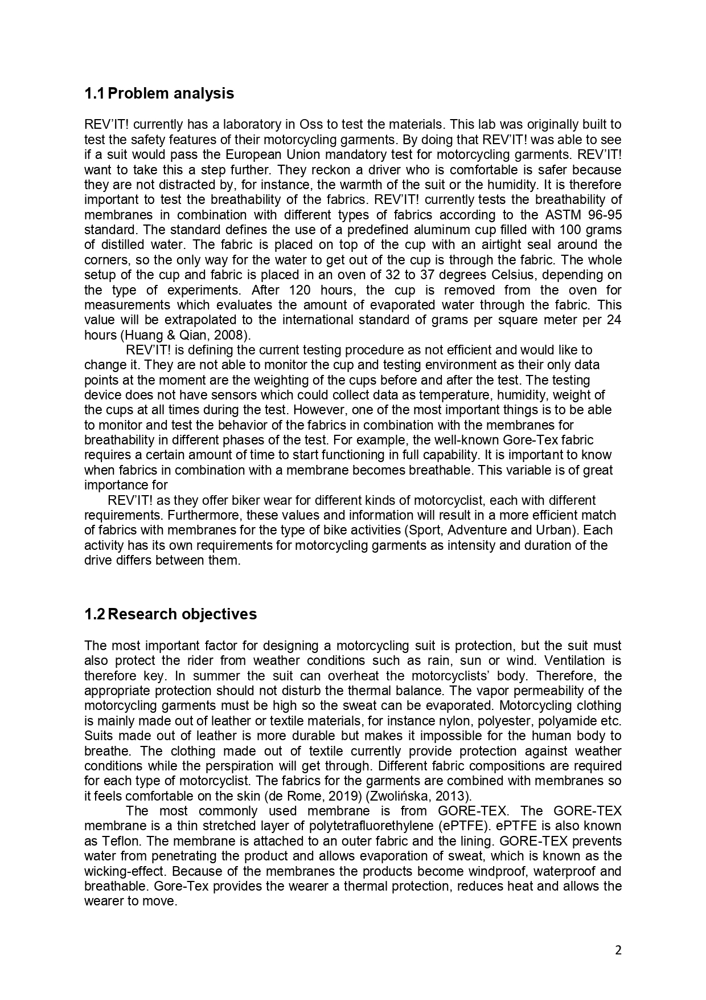 1.1 Problem analysis
REV’IT! currently has a laboratory in Oss to test the materials. This lab was originally built to
test the safety features of their motorcycling garments. By doing that REV’IT! was able to see
if a suit would pass the European Union mandatory test for motorcycling garments. REV’IT!
want to take this a step further. They reckon a driver who is comfortable is safer because
they are not distracted by, for instance, the warmth of the suit or the humidity. It is therefore
important to test the breathability of the fabrics. REV’IT! currently tests the breathability of
membranes in combination with different types of fabrics according to the ASTM 96-95
standard. The standard defines the use of a predefined aluminum cup filled with 100 grams
of distilled water. The fabric is placed on top of the cup with an airtight seal around the
corners, so the only way for the water to get out of the cup is through the fabric. The whole
setup of the cup and fabric is placed in an oven of 32 to 37 degrees Celsius, depending on
the type of experiments. After 120 hours, the cup is removed from the oven for
measurements which evaluates the amount of evaporated water through the fabric. This
value will be extrapolated to the international standard of grams per square meter per 24
hours (Huang & Qian, 2008).
REV’IT! is defining the current testing procedure as not efficient and would like to
change it. They are not able to monitor the cup and testing environment as their only data
points at the moment are the weighting of the cups before and after the test. The testing
device does not have sensors which could collect data as temperature, humidity, weight of
the cups at all times during the test. However, one of the most important things is to be able
to monitor and test the behavior of the fabrics in combination with the membranes for
breathability in different phases of the test. For example, the well-known Gore-Tex fabric
requires a certain amount of time to start functioning in full capability. It is important to know
when fabrics in combination with a membrane becomes breathable. This variable is of great
importance for
REV’IT! as they offer biker wear for different kinds of motorcyclist, each with different
requirements. Furthermore, these values and information will result in a more efficient match
of fabrics with membranes for the type of bike activities (Sport, Adventure and Urban). Each
activity has its own requirements for motorcycling garments as intensity and duration of the
drive differs between them.
1.2 Research objectives
The most important factor for designing a motorcycling suit is protection, but the suit must
also protect the rider from weather conditions such as rain, sun or wind. Ventilation is
therefore key. In summer the suit can overheat the motorcyclists’ body. Therefore, the
appropriate protection should not disturb the thermal balance. The vapor permeability of the
motorcycling garments must be high so the sweat can be evaporated. Motorcycling clothing
is mainly made out of leather or textile materials, for instance nylon, polyester, polyamide etc.
Suits made out of leather is more durable but makes it impossible for the human body to
breathe. The clothing made out of textile currently provide protection against weather
conditions while the perspiration will get through. Different fabric compositions are required
for each type of motorcyclist. The fabrics for the garments are combined with membranes so
it feels comfortable on the skin (de Rome, 2019) (Zwolińska, 2013).
The most commonly used membrane is from GORE-TEX. The GORE-TEX
membrane is a thin stretched layer of polytetrafluorethylene (ePTFE). ePTFE is also known
as Teflon. The membrane is attached to an outer fabric and the lining. GORE-TEX prevents
water from penetrating the product and allows evaporation of sweat, which is known as the
wicking-effect. Because of the membranes the products become windproof, waterproof and
breathable. Gore-Tex provides the wearer a thermal protection, reduces heat and allows the
wearer to move.
2